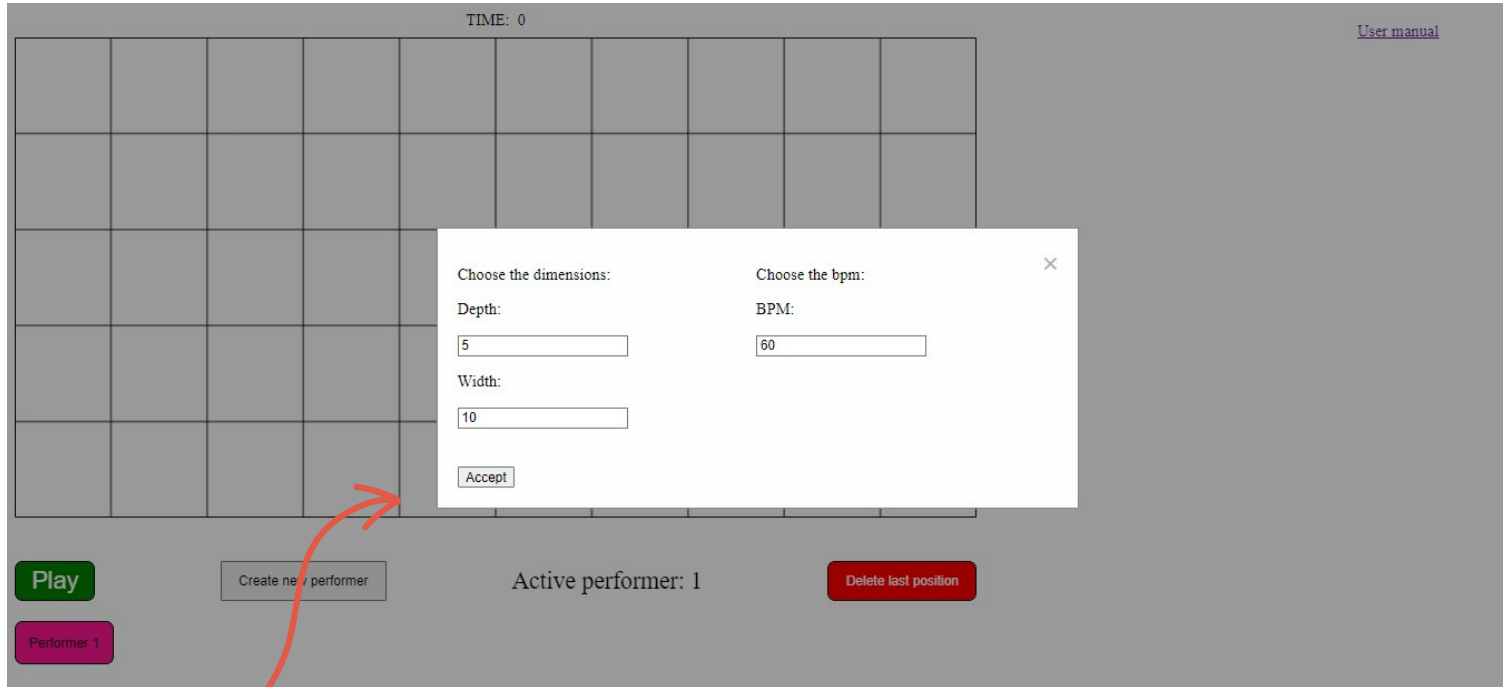 TIME: 0
User manual
Choose the dimensions:
Choose the bpm:
Depth:
BPM:
5
60
Width:
10
Accept
Play
Create new performer
Active performer: 1
Delete last position
Performer 1